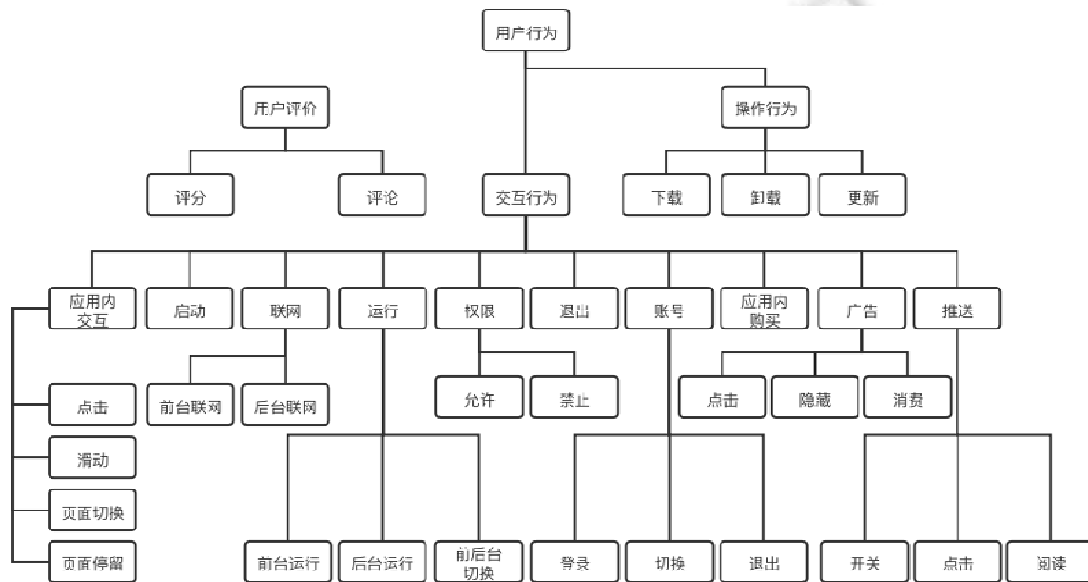 用户行为
用户评价
操作行为
评分
评论
交互行为
下载
卸载
更新
应用内
交互
启动
联网
运行
权限
退出
账号
应用内
购买
广告
推送
点击
前台联网
后台联网
允许
禁止
点击
隐藏
消费
滑动
页面切换
页面停留
前台运行
后台运行
前后台
切换
登录
切换
退出
开关
点击
阅读